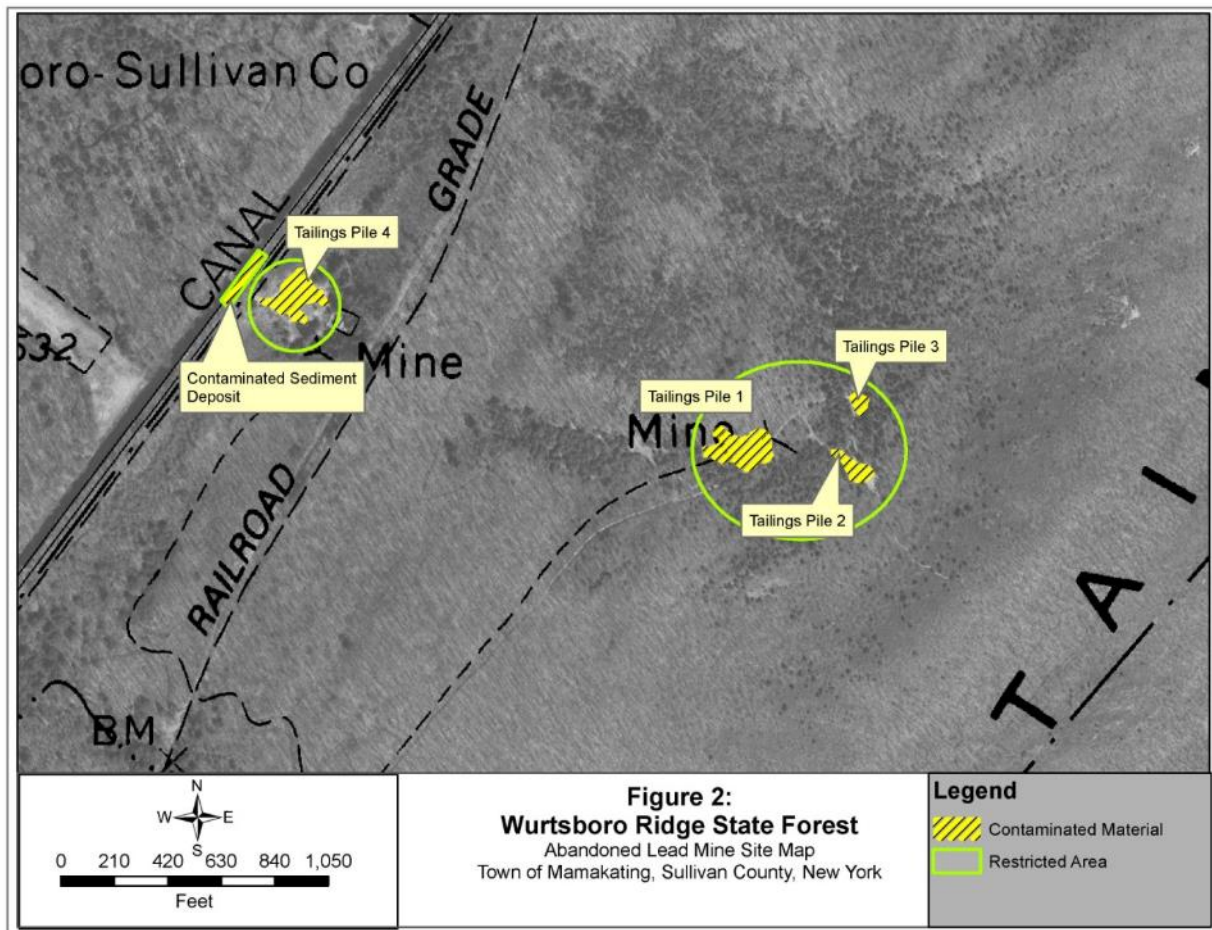 oro-Sullivan Co
CANAL
GRADE
Tailings Pile 4
532
Mine
Contaminated Sediment
Deposit
RAILROAD
Tailings Pile 3
Tailings Pile 1
Mine
Tailings Pile 2
T A I
B.M
N
W E
S
0 210 420 630 840 1,050
Feet
Figure 2:
Wurtsboro Ridge State Forest
Abandoned Lead Mine Site Map
Town of Mamakating, Sullivan County, New York
Legend
Contaminated Material
Restricted Area